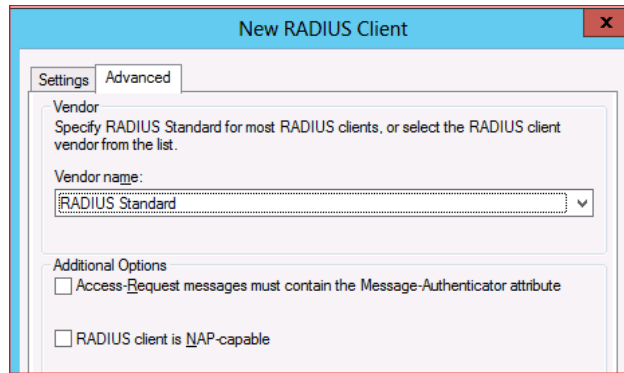 New RADIUS Client
x
Settings
Advanced
Vendor
Specify RADIUS Standard for most RADIUS clients, or select the RADIUS client
vendor from the list.
Vendor name:
RADIUS Standard
Additional Options
Access-Request messages must contain the Message-Authenticator attribute
RADIUS client is NAP-capable